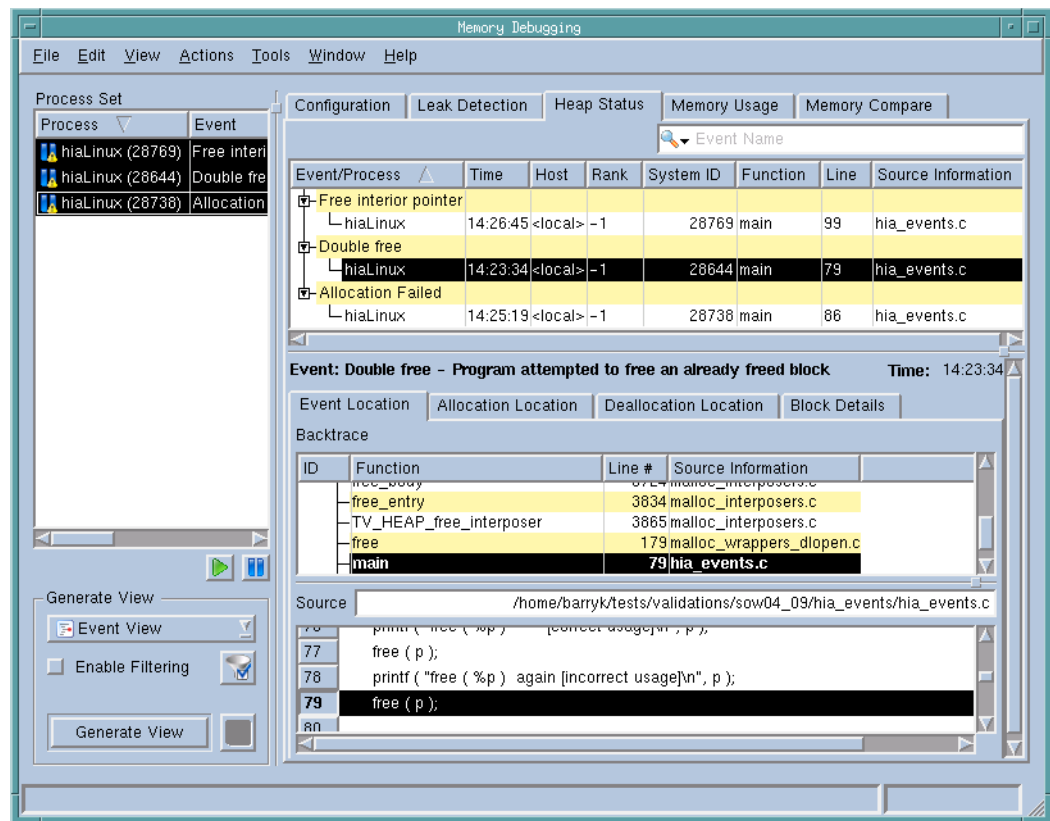 Memory Debugging
File Edit View Actions Tools Window Help
Process Set
Process Event
hiaLinux (28769) Free interi
hiaLinux (28644) Double fre
hiaLinux (28738) Allocation
Generate View
Event View
Enable Filtering
Generate View
Configuration Leak Detection Heap Status Memory Usage Memory Compare
Event Name
Event/Process Time Host Rank System ID Function Line Source Information
Free interior pointer
hiaLinux 14:26:45 <local> -1 28769 main 99 hia_events.c
Double free
hiaLinux 14:23:34 <local> -1 28644 main 79 hia_events.c
Allocation Failed
hiaLinux 14:25:19 <local> -1 28738 main 86 hia_events.c
Event: Double free - Program attempted to free an already freed block Time: 14:23:34
Event Location Allocation Location Deallocation Location Block Details
Backtrace
ID Function Line # Source Information
free_body malloc_interposers.c
free_entry 3834 malloc_interposers.c
TV_HEAP_free_interposer 3865 malloc_interposers.c
free 179 malloc_wrappers_dlopen.c
main 79 hia_events.c
Source /home/barryk/tests/validations/sow04_09/hia_events/hia_events.c
printf ( "free ( %p ) [correct usage]\n", p );
77 free ( p );
78 printf ( "free ( %p ) again [incorrect usage]\n", p );
79 free ( p );
80